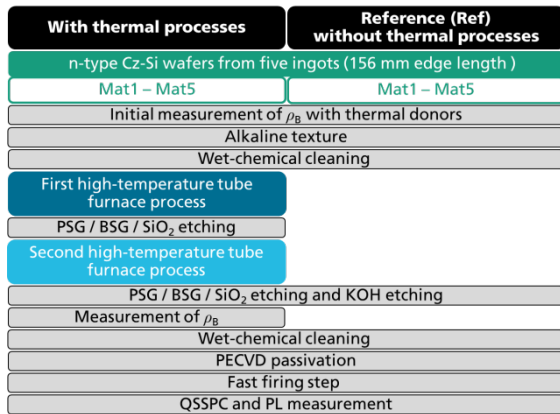 With thermal processes
Reference (Ref)
without thermal processes
n-type Cz-Si wafers from five ingots (156 mm edge length )
Mat1 – Mat5
Mat1 – Mat5
Initial measurement of ρB with thermal donors
Alkaline texture
Wet-chemical cleaning
First high-temperature tube
furnace process
PSG / BSG / SiO2 etching
Second high-temperature tube
furnace process
PSG / BSG / SiO2 etching and KOH etching
Measurement of ρB
Wet-chemical cleaning
PECVD passivation
Fast firing step
QSSPC and PL measurement